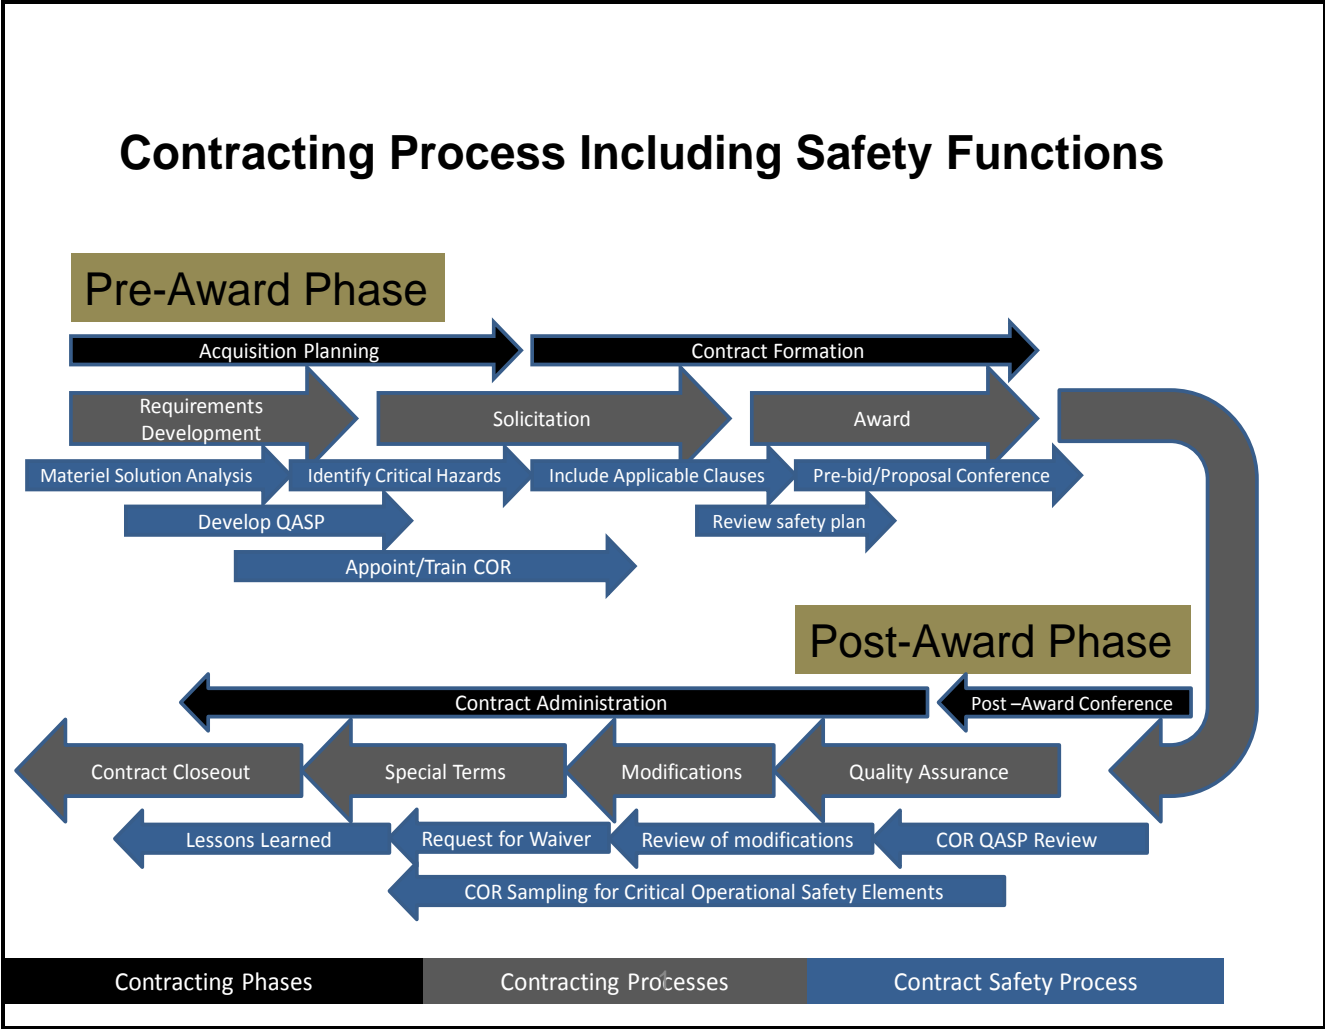 Contracting Process Including Safety Functions
Pre-Award Phase
Acquisition Planning
Contract Formation
Requirements
Development
Solicitation
Award
Materiel Solution Analysis
Identify Critical Hazards
Include Applicable Clauses
Pre-bid/Proposal Conference
Develop QASP
Review safety plan
Appoint/Train COR
Post-Award Phase
Contract Administration
Post –Award Conference
Contract Closeout
Special Terms
Modifications
Quality Assurance
Lessons Learned
Request for Waiver
Review of modifications
COR QASP Review
COR Sampling for Critical Operational Safety Elements
Contracting Phases
Contracting Processes
1
Contract Safety Process